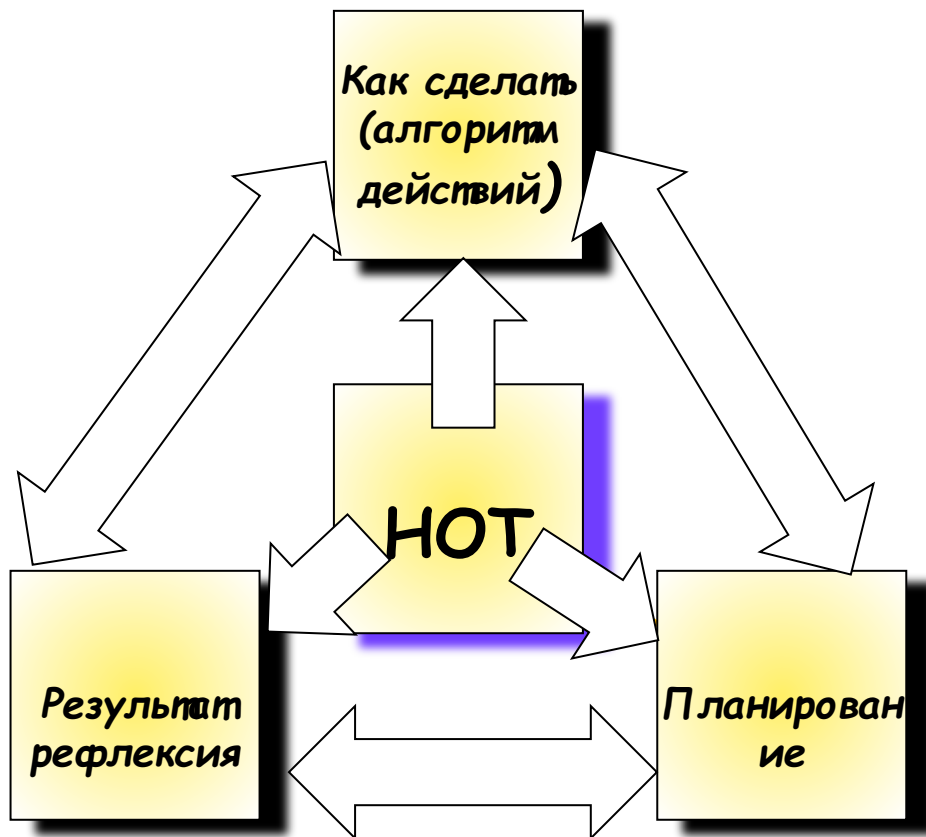 Как сделать
(алгоритм
действий)
НОТ
Результат
рефлексия
Планирован
ие